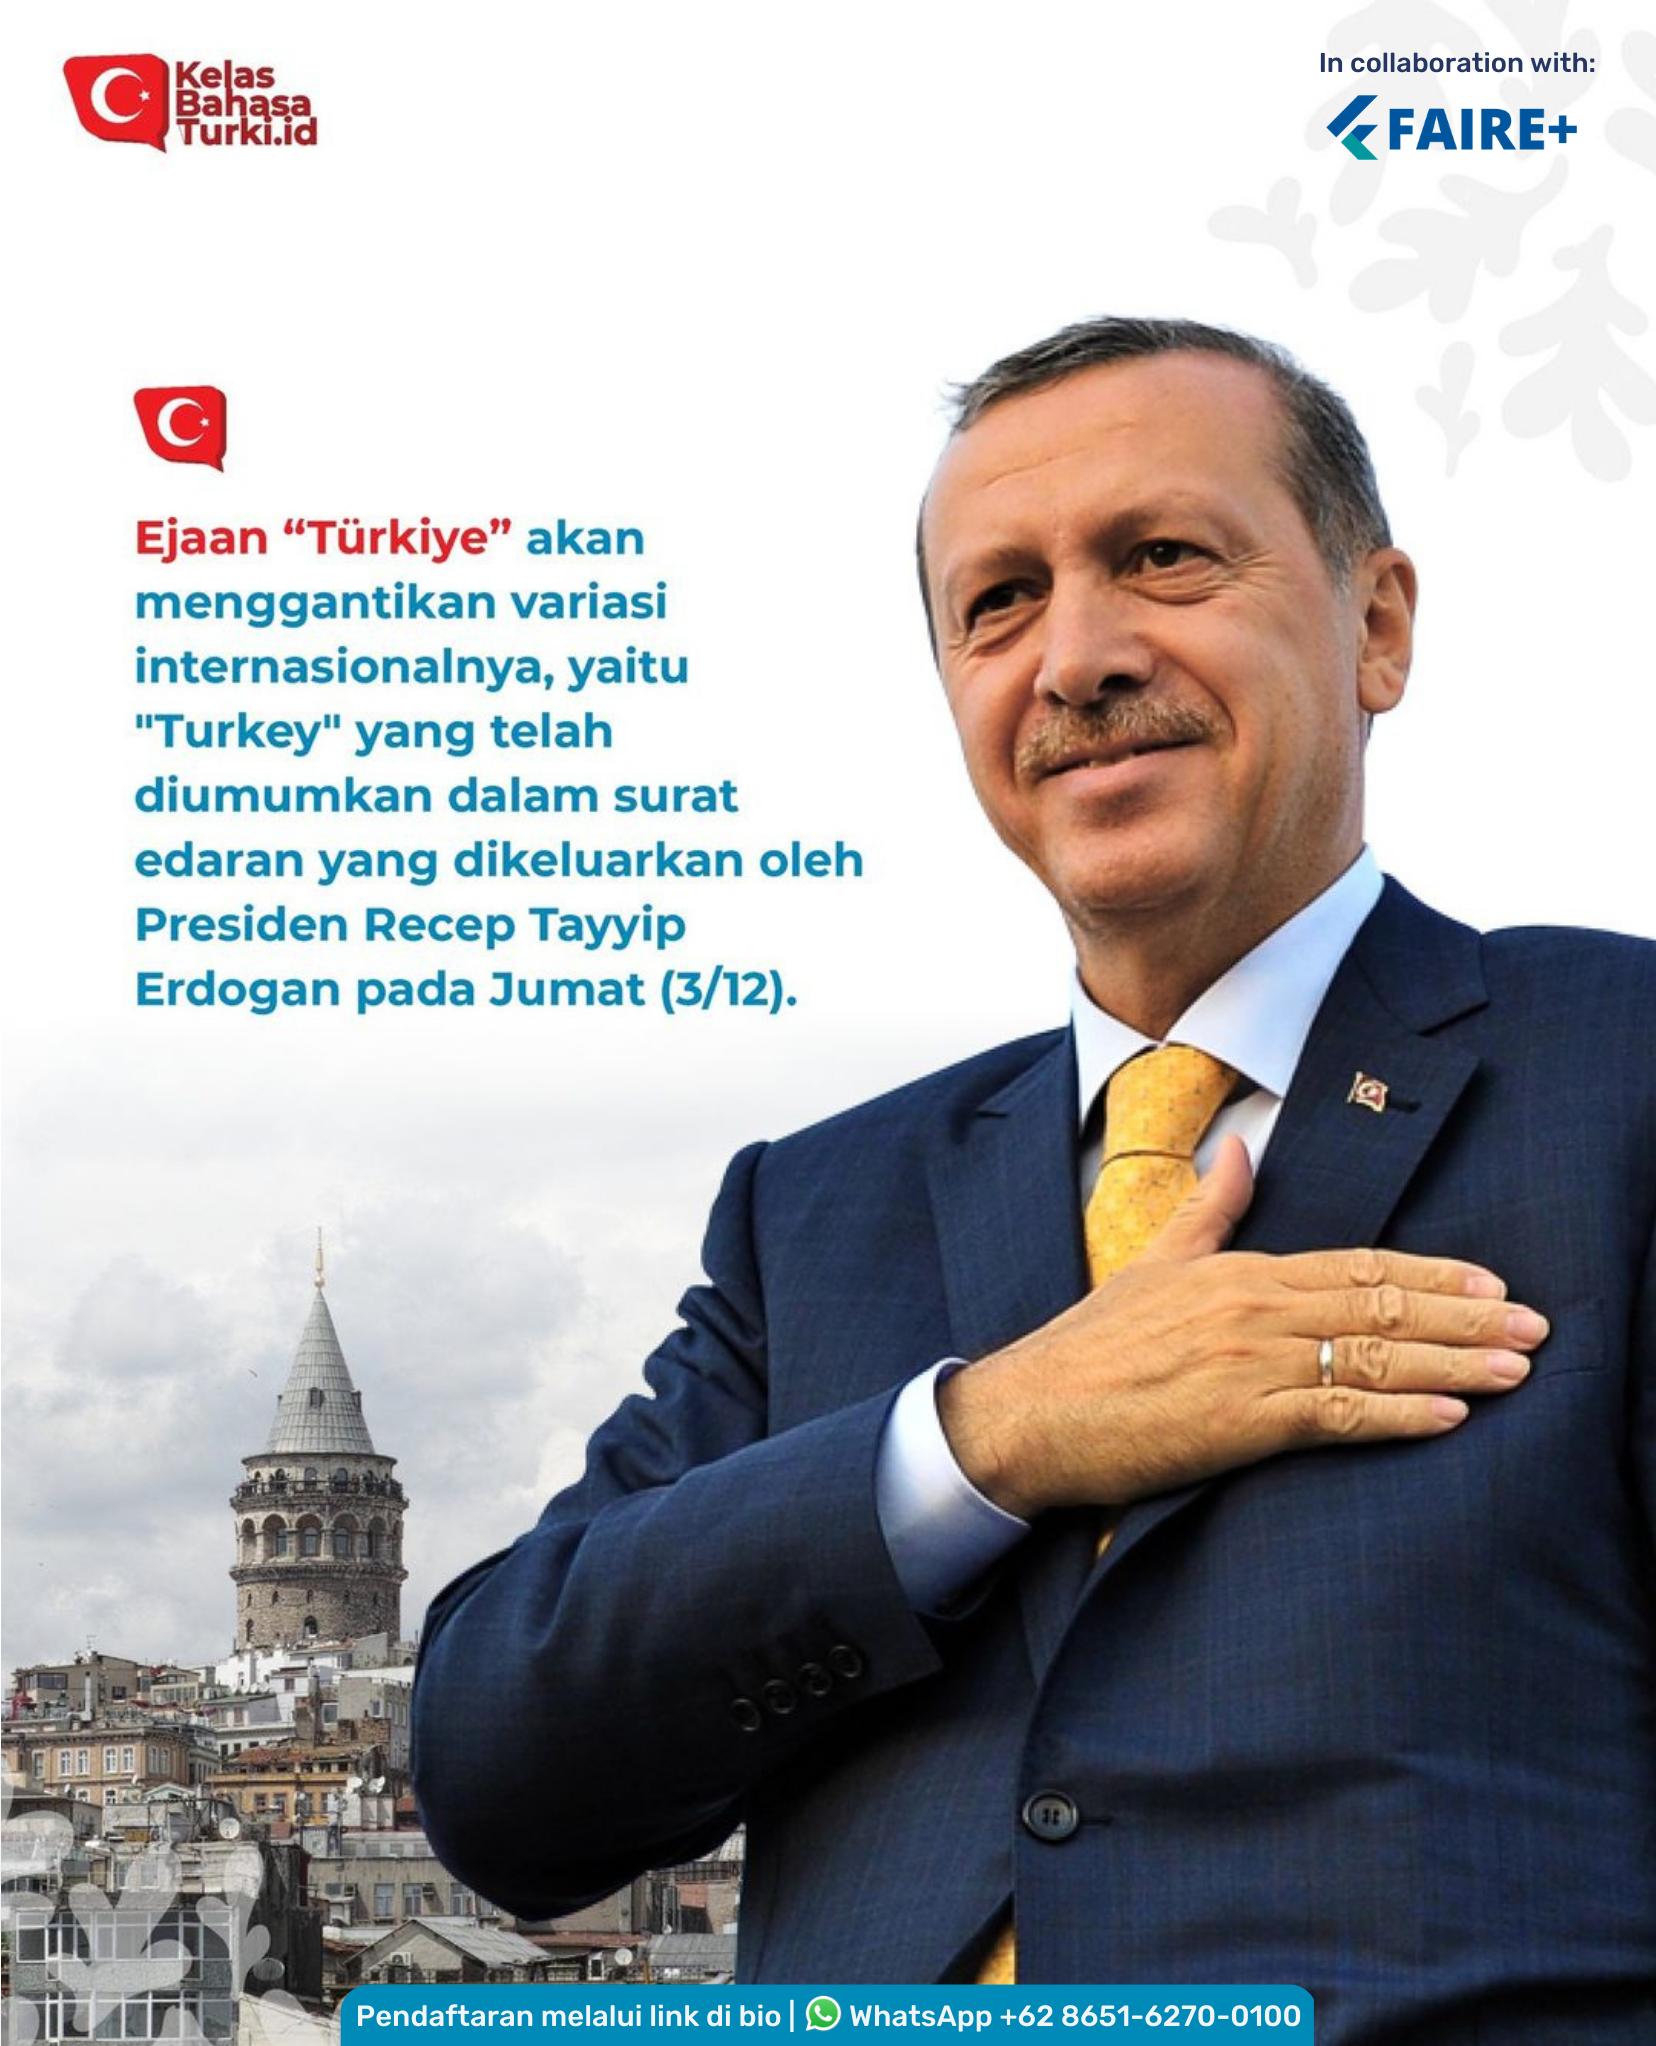 Kelas
Bahasa
Turki.id
In collaboration with:
FAIRE+
Ejaan “Türkiye” akan
menggantikan variasi
internasionalnya, yaitu
"Turkey" yang telah
diumumkan dalam surat
edaran yang dikeluarkan oleh
Presiden Recep Tayyip
Erdogan pada Jumat (3/12).
Pendaftaran melalui link di bio | WhatsApp +62 8651-6270-0100